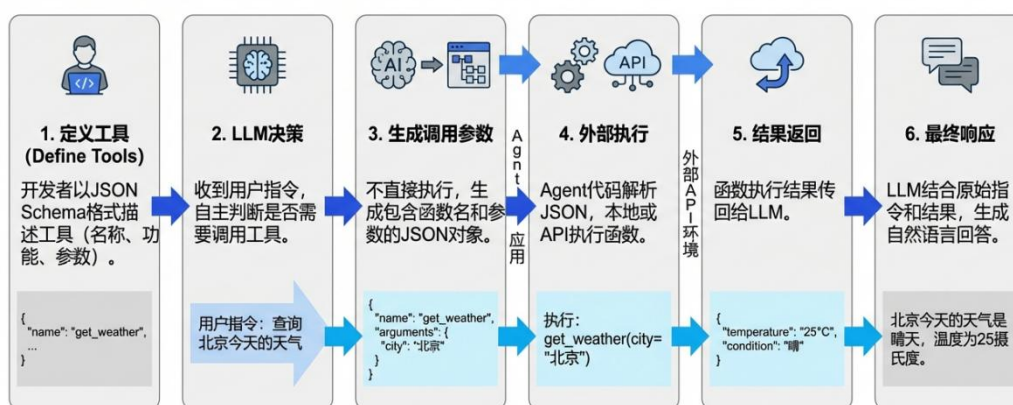 1. 定义工具
(Define Tools)
开发者以JSON
Schema格式描
述工具（名称、功
能、参数）。
{
"name": "get_weather",
...
}
2. LLM决策
收到用户指令，
自主判断是否需
要调用工具。
用户指令：查询
北京今天的天气
AI
3. 生成调用参数
不直接执行，生
成包含函数名和参
数的JSON对象。
{
"name": "get_weather",
"arguments": {
"city": "北京"
}
}
Agnt 应用
API
4. 外部执行
Agent代码解析
JSON，本地或
API执行函数。
执行：
get_weather(city=
"北京")
外部API环境
5. 结果返回
函数执行结果传
回给LLM。
{
"temperature": "25°C",
"condition": "晴"
}
6. 最终响应
LLM结合原始指
令和结果，生成
自然语言回答。
北京今天的天气是
晴天，温度为25摄
氏度。